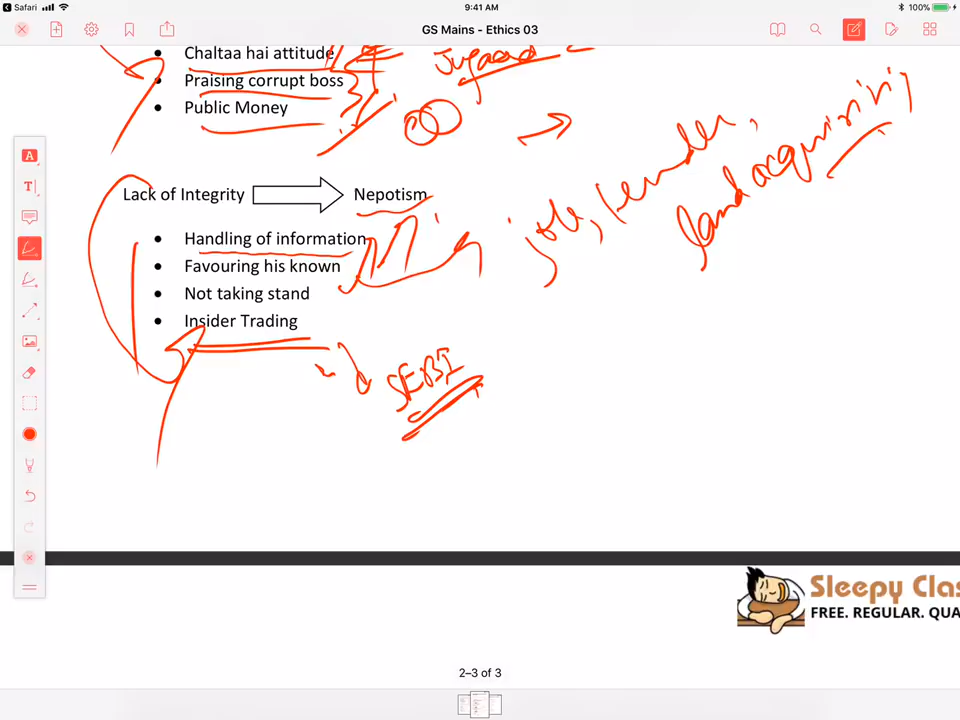 Safari 9:41 AM 100%
GS Mains - Ethics 03
• Chaltaa hai attitude Jugaad
• Praising corrupt boss
• Public Money
Lack of Integrity Nepotism
jobs, tender,
land acquiring
• Handling of information
• Favouring his known
• Not taking stand
• Insider Trading
SEBI
Sleepy Clas
FREE. REGULAR. QUA
2–3 of 3